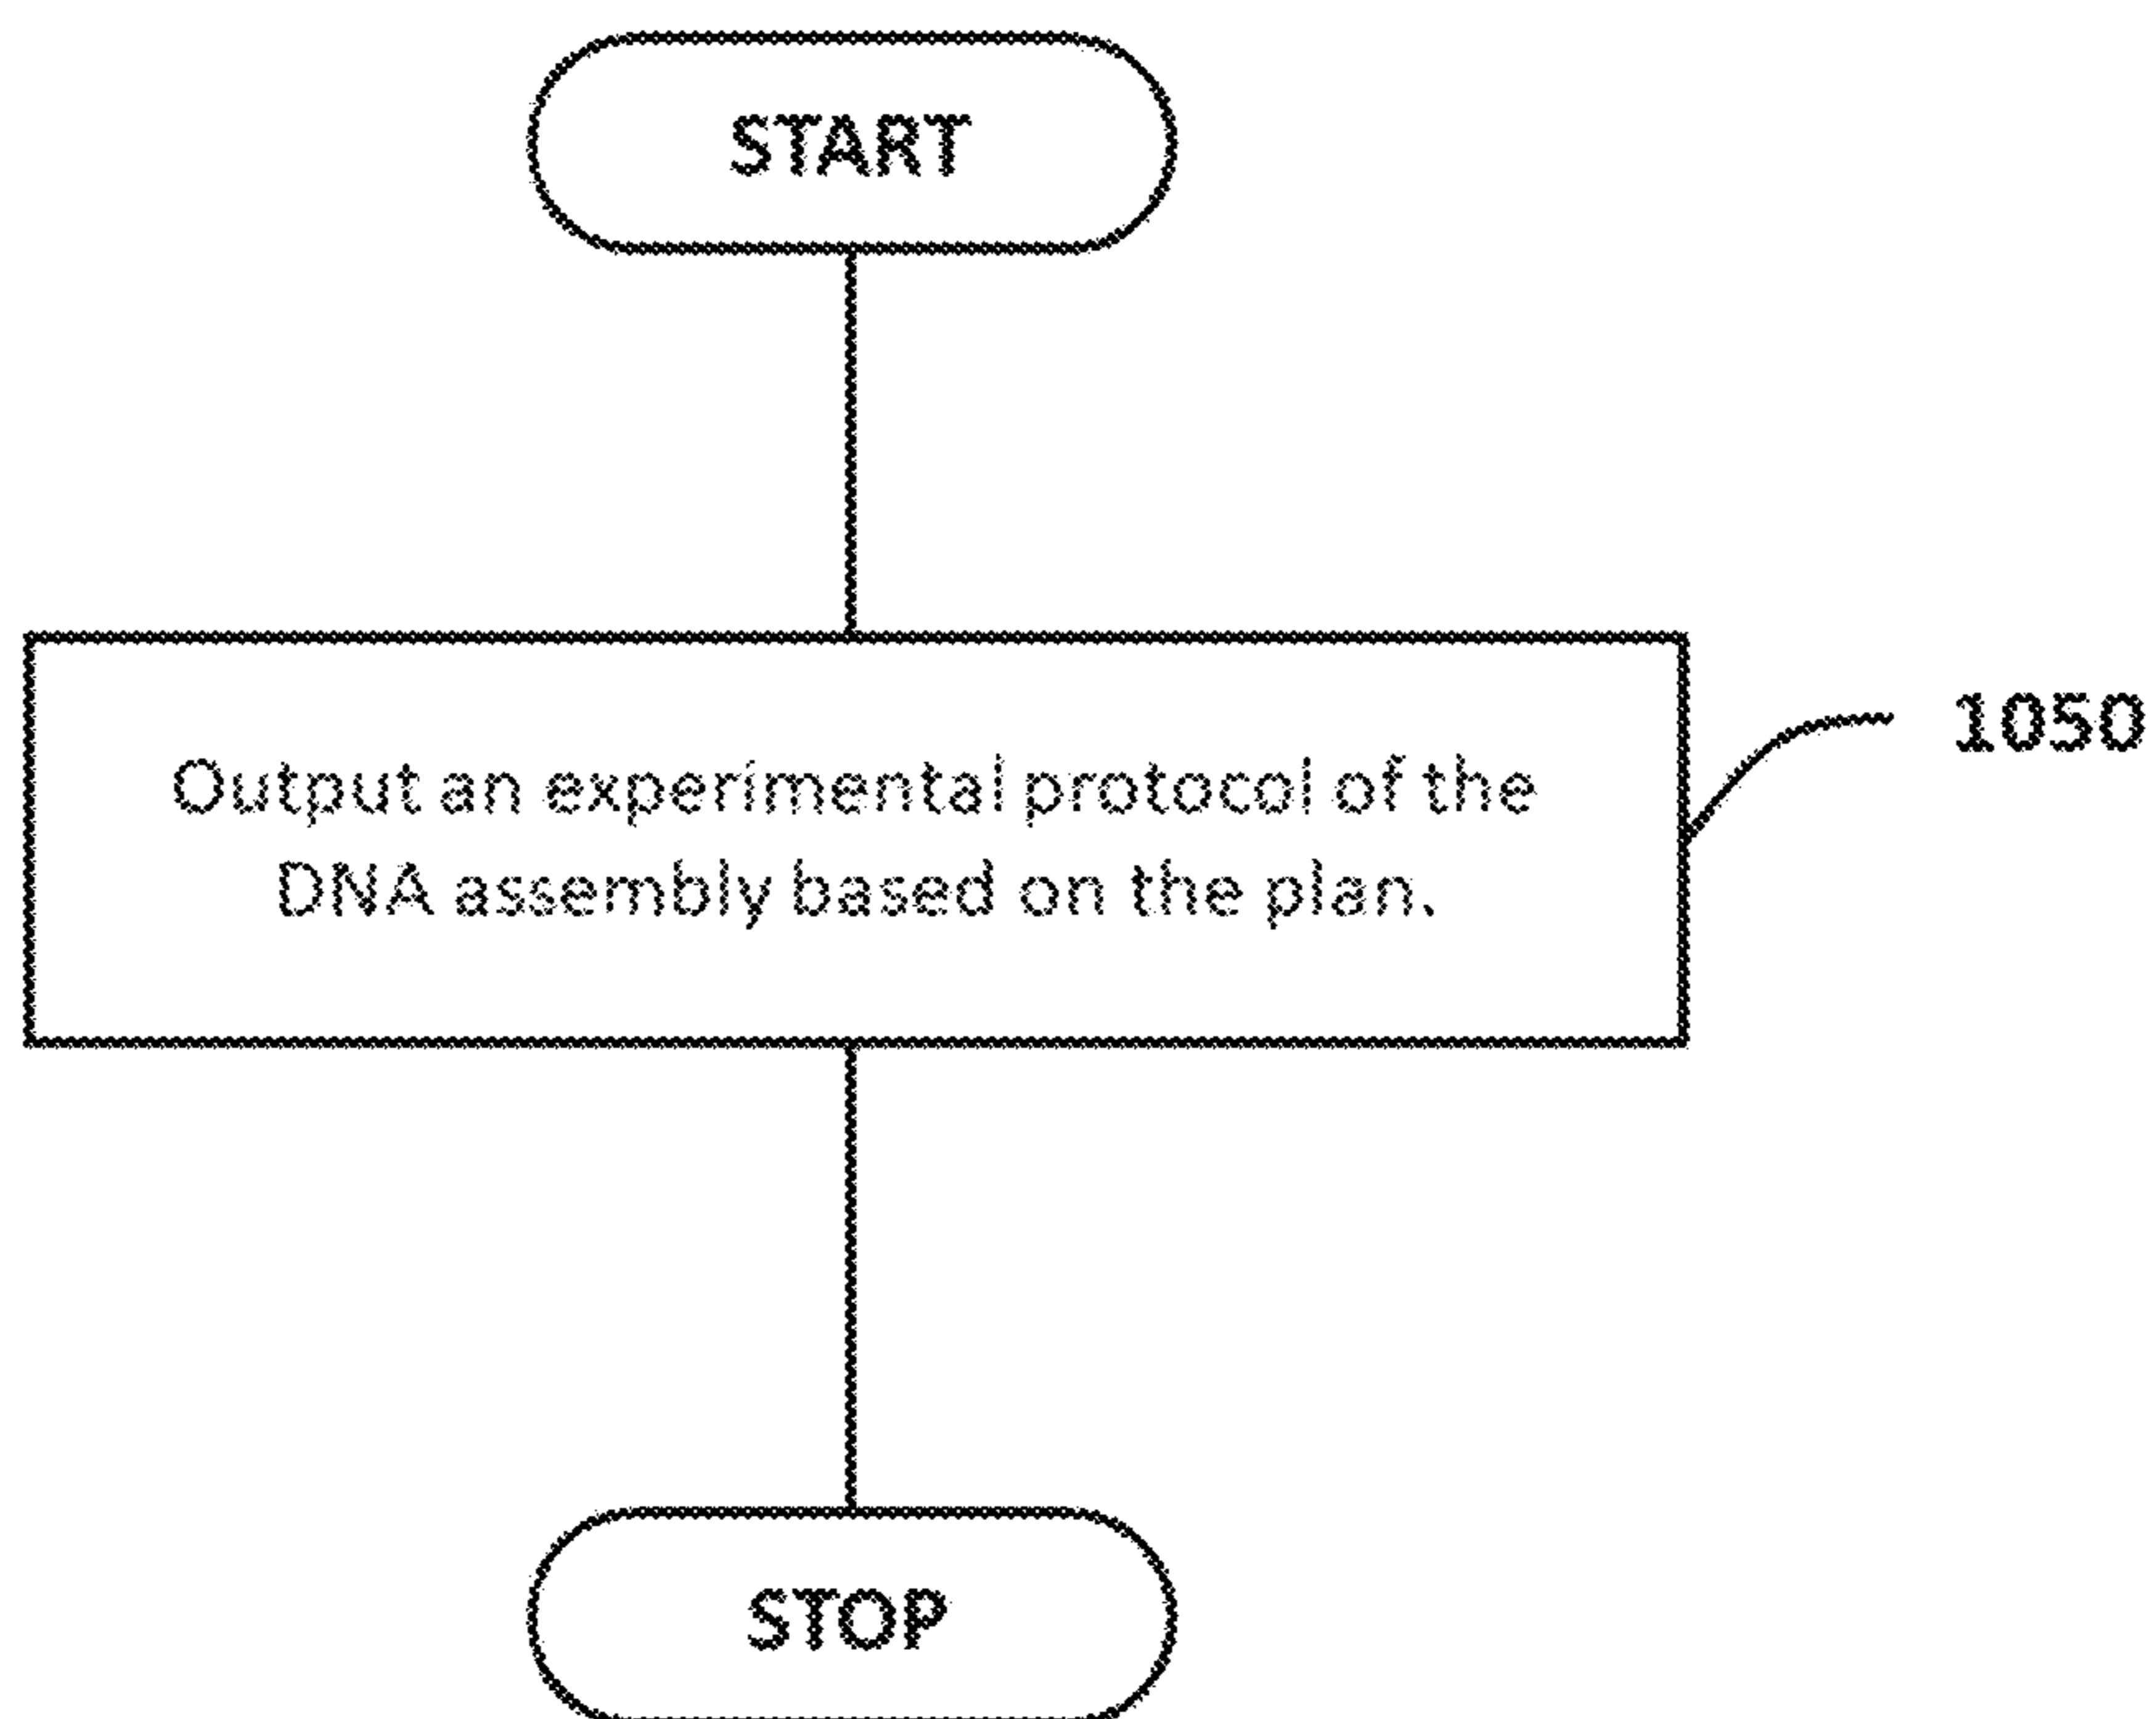 START
1050
Output an experimental protocol of the
DNA assembly based on the plan.
STOP